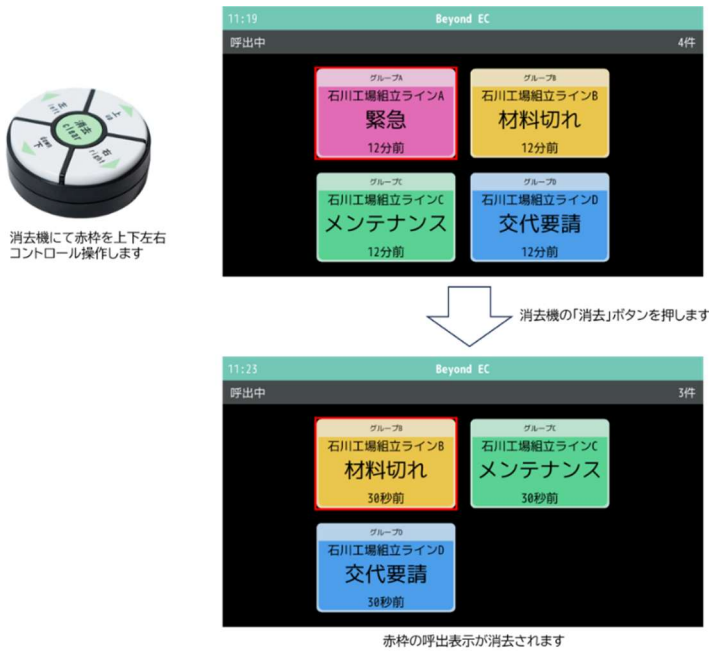 11:19 Beyond EC
呼出中 4件
グループA
石川工場組立ラインA
緊急
12分前
グループB
石川工場組立ラインB
材料切れ
12分前
グループC
石川工場組立ラインC
メンテナンス
12分前
グループD
石川工場組立ラインD
交代要請
12分前
上
up
左
left
消去
clear
右
right
下
down
消去機にて赤枠を上下左右
コントロール操作します
消去機の「消去」ボタンを押します
11:23 Beyond EC
呼出中 3件
グループB
石川工場組立ラインB
材料切れ
30秒前
グループC
石川工場組立ラインC
メンテナンス
30秒前
グループD
石川工場組立ラインD
交代要請
30秒前
赤枠の呼出表示が消去されます